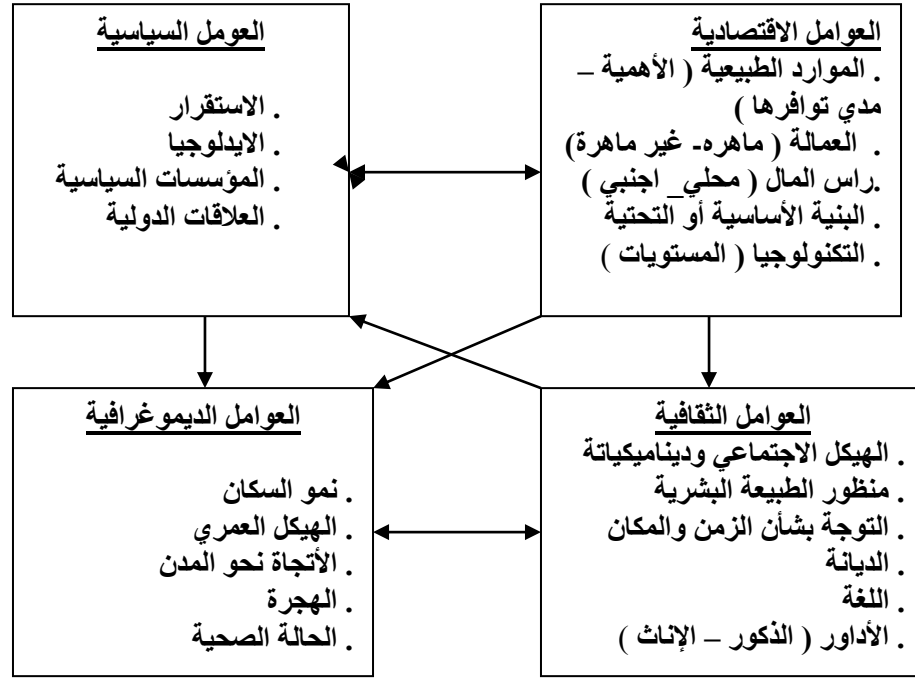 العوامل الاقتصادية
. الموارد الطبيعية ( الأهمية –
مدي توافرها )
. العمالة ( ماهره- غير ماهرة)
.راس المال ( محلي_ اجنبي )
. البنية الأساسية أو التحتية
. التكنولوجيا ( المستويات )
العومل السياسية
. الاستقرار
. الايدلوجيا
. المؤسسات السياسية
. العلاقات الدولية
العوامل الثقافية
. الهيكل الاجتماعي وديناميكياتة
. منظور الطبيعة البشرية
. التوجة بشأن الزمن والمكان
. الديانة
. اللغة
. الأداور ( الذكور – الإناث )
العوامل الديموغرافية
. نمو السكان
. الهيكل العمري
. الأتجاة نحو المدن
. الهجرة
. الحالة الصحية